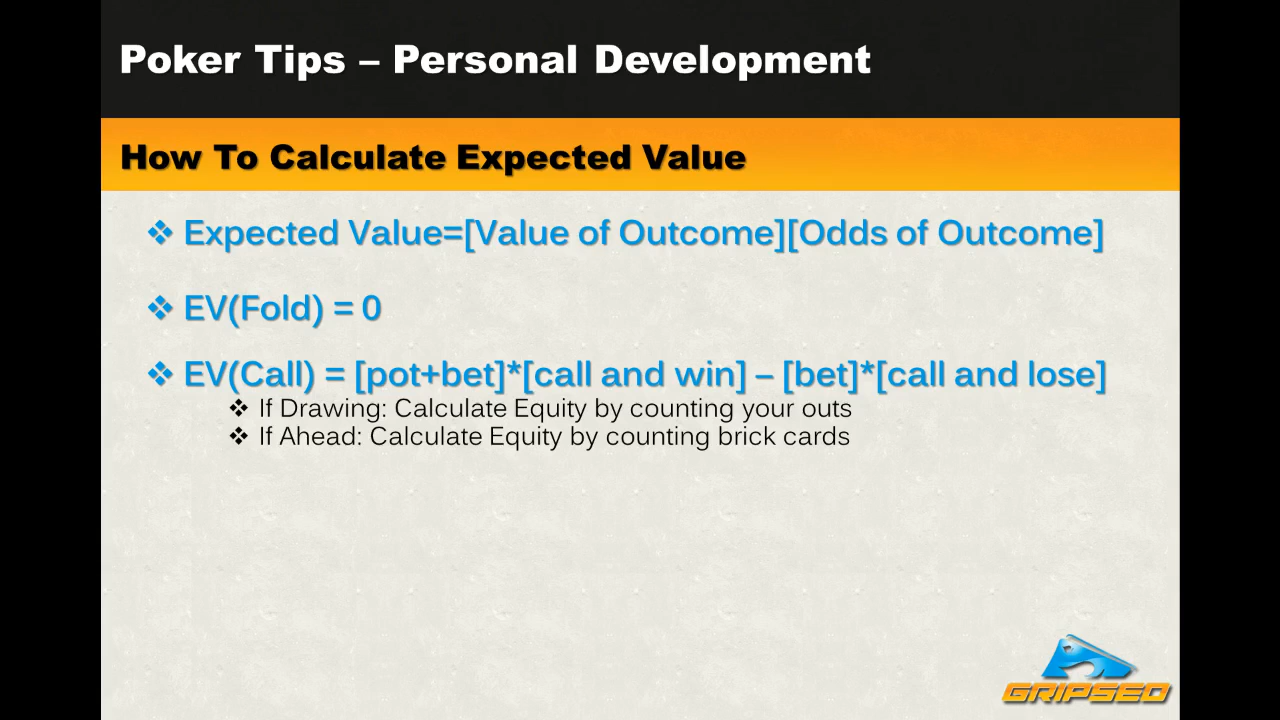 Poker Tips – Personal Development
How To Calculate Expected Value
❖ Expected Value=[Value of Outcome][Odds of Outcome]
❖ EV(Fold) = 0
❖ EV(Call) = [pot+bet]*[call and win] – [bet]*[call and lose]
❖ If Drawing: Calculate Equity by counting your outs
❖ If Ahead: Calculate Equity by counting brick cards
GRIPSED